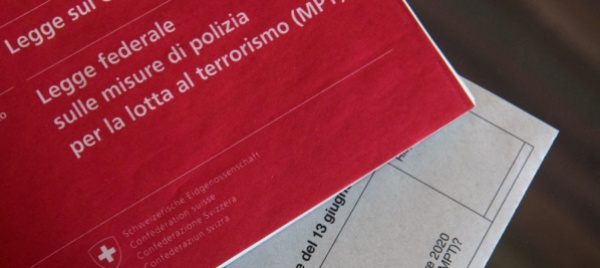 Legge sul
Legge federale
sulle misure di polizia
per la lotta al terrorismo (MPT)
Schweizerische Eidgenossenschaft
Confédération suisse
Confederazione Svizzera
Confederaziun svizra
e del 13 giugno
e 2020
MPT)?